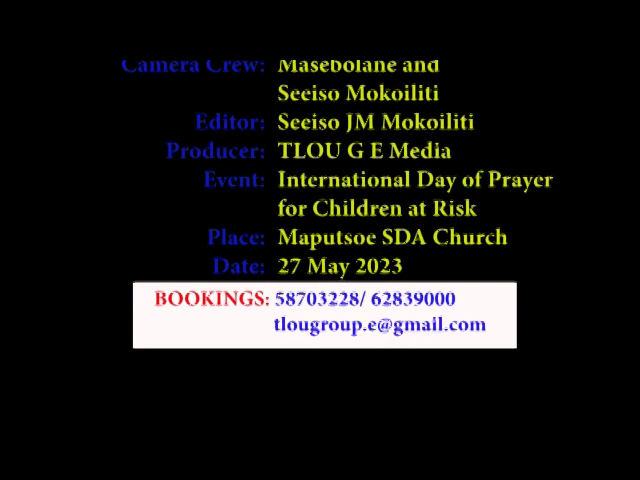 Camera Crew: Masebolane and
Seeiso Mokoiliti
Editor: Seeiso JM Mokoiliti
Producer: TLOU G E Media
Event: International Day of Prayer
for Children at Risk
Place: Maputsoe SDA Church
Date: 27 May 2023
BOOKINGS: 58703228/ 62839000
tlougroup.e@gmail.com